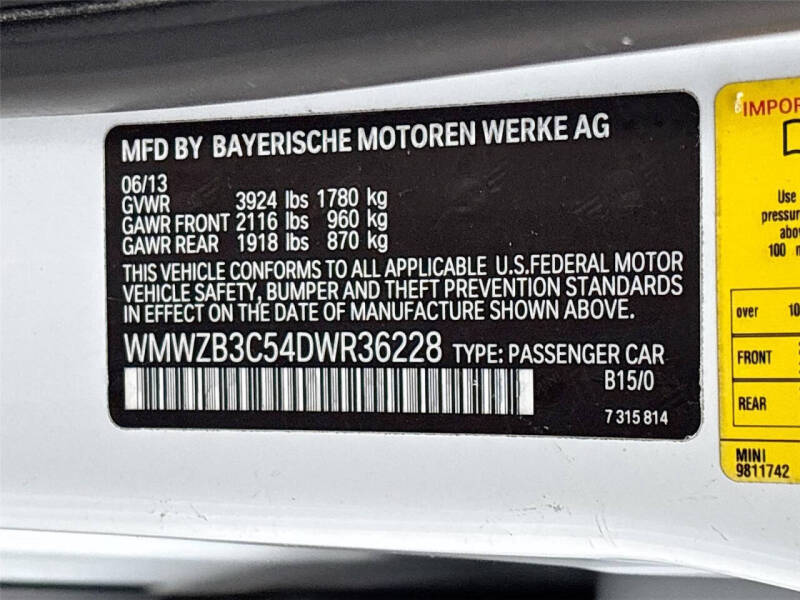 MFD BY BAYERISCHE MOTOREN WERKE AG
06/13
GVWR 3924 lbs 1780 kg
GAWR FRONT 2116 lbs 960 kg
GAWR REAR 1918 lbs 870 kg
THIS VEHICLE CONFORMS TO ALL APPLICABLE U.S.FEDERAL MOTOR
VEHICLE SAFETY, BUMPER AND THEFT PREVENTION STANDARDS
IN EFFECT ON THE DATE OF MANUFACTURE SHOWN ABOVE.
WMWZB3C54DWR36228 TYPE: PASSENGER CAR
B15/0
7 315 814
IMPOR
Use
pressu
abo
100 m
over 10
FRONT
REAR
MINI
9811742